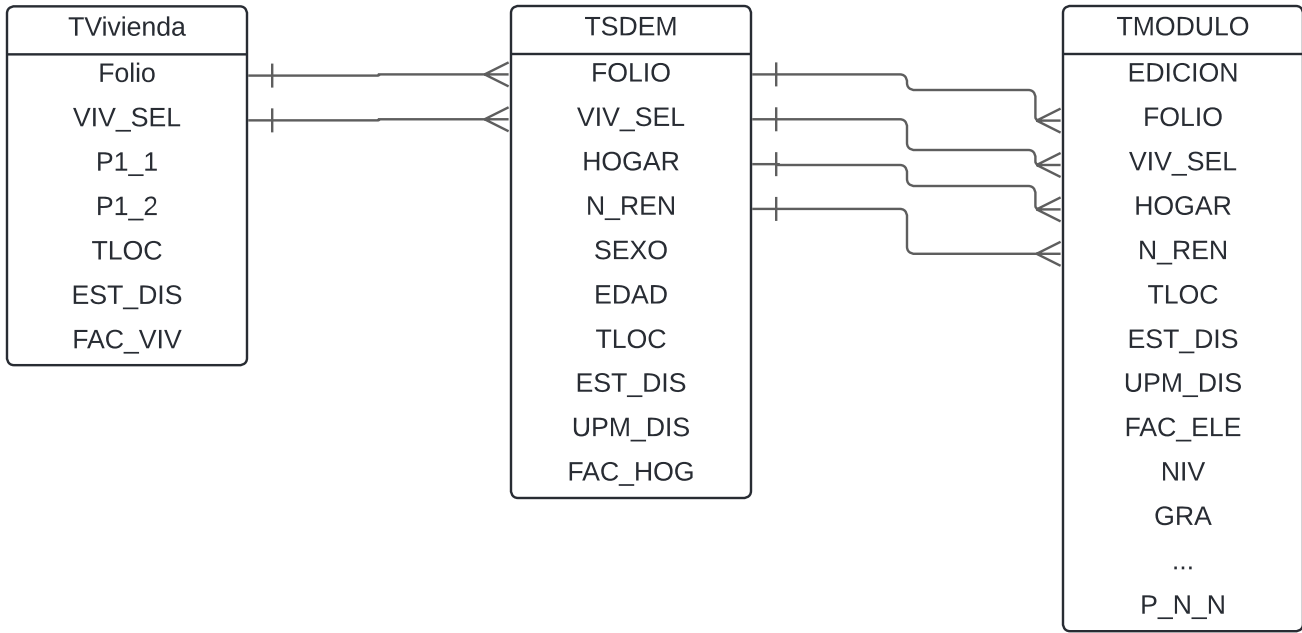 TVivienda
Folio
VIV_SEL
P1_1
P1_2
TLOC
EST_DIS
FAC_VIV
TSDEM
FOLIO
VIV_SEL
HOGAR
N_REN
SEXO
EDAD
TLOC
EST_DIS
UPM_DIS
FAC_HOG
TMODULO
EDICION
FOLIO
VIV_SEL
HOGAR
N_REN
TLOC
EST_DIS
UPM_DIS
FAC_ELE
NIV
GRA
...
P_N_N